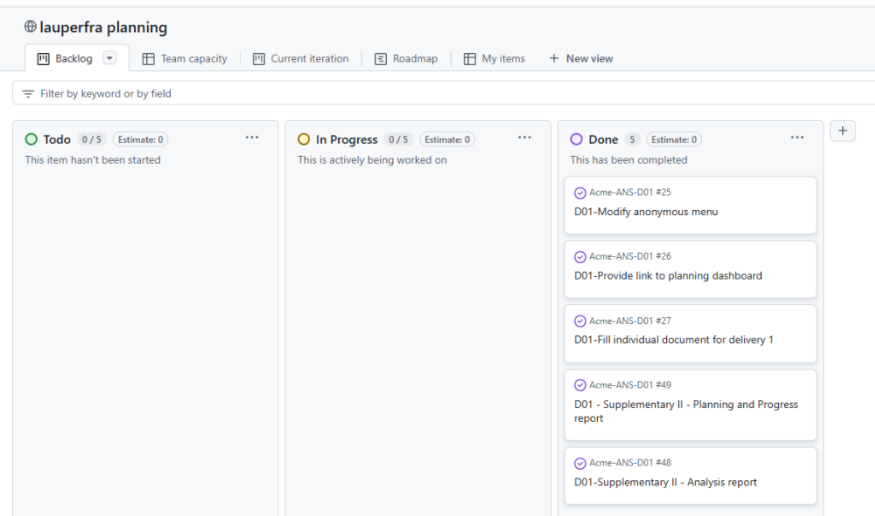 lauperfra planning
Backlog Team capacity Current iteration Roadmap My items + New view
Filter by keyword or by field
Todo 0 / 5 Estimate: 0 ...
This item hasn't been started
In Progress 0 / 5 Estimate: 0 ...
This is actively being worked on
Done 5 Estimate: 0 ...
This has been completed
+
Acme-ANS-D01 #25
D01-Modify anonymous menu
Acme-ANS-D01 #26
D01-Provide link to planning dashboard
Acme-ANS-D01 #27
D01-Fill individual document for delivery 1
Acme-ANS-D01 #49
D01 - Supplementary II - Planning and Progress
report
Acme-ANS-D01 #48
D01-Supplementary II - Analysis report